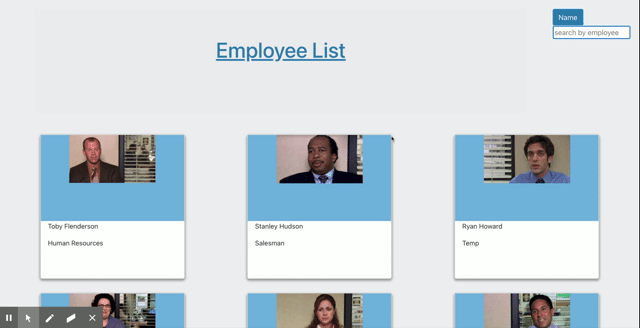 Name
search by employee
Employee List
Toby Flenderson
Human Resources
Stanley Hudson
Salesman
Ryan Howard
Temp